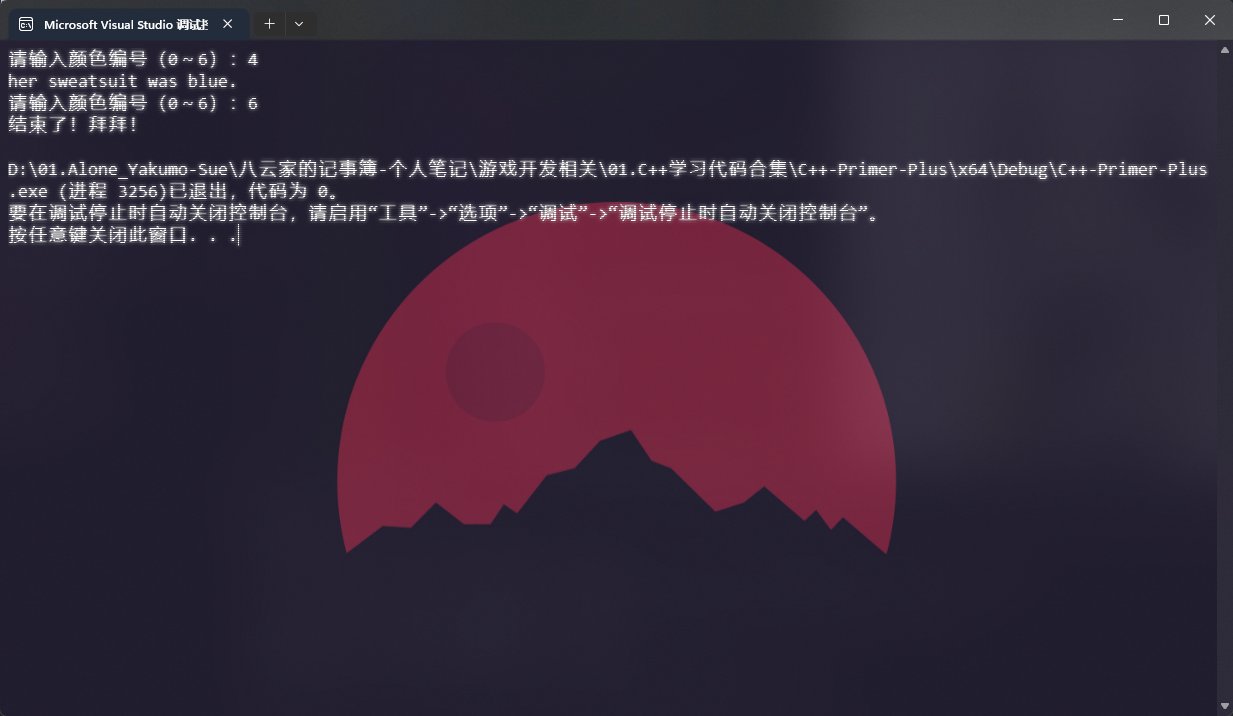 Microsoft Visual Studio 调试
请输入颜色编号（0～6）：4
her sweatsuit was blue.
请输入颜色编号（0～6）：6
结束了！拜拜！
D:\01.Alone_Yakumo-Sue\八云家的记事簿-个人笔记\游戏开发相关\01.C++学习代码合集\C++-Primer-Plus\x64\Debug\C++-Primer-Plus
.exe (进程 3256)已退出，代码为 0。
要在调试停止时自动关闭控制台，请启用“工具”->“选项”->“调试”->“调试停止时自动关闭控制台”。
按任意键关闭此窗口. . .